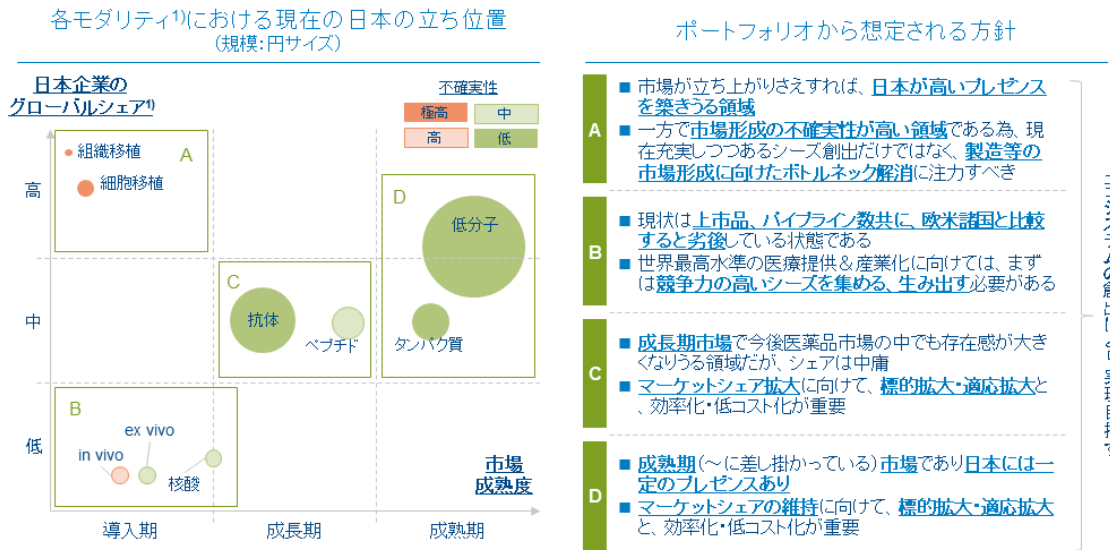 各モダリティ1)における現在の日本の立ち位置
(規模：円サイズ)
日本企業の
グローバルシェア1)
不確実性
極高
中
高
低
高
中
低
A
組織移植
細胞移植
D
低分子
タンパク質
C
抗体
ペプチド
B
ex vivo
in vivo
核酸
市場
成熟度
導入期
成長期
成熟期
ポートフォリオから想定される方針
A
■ 市場が立ち上がりさえすれば、日本が高いプレゼンス
を築きうる領域
■ 一方で市場形成の不確実性が高い領域である為、現
在充実しつつあるシーズ創出だけではなく、製造等の
市場形成に向けたボトルネック解消に注力すべき
B
■ 現状は上市品、パイプライン数共に、欧米諸国と比較
すると劣後している状態である
■ 世界最高水準の医療提供＆産業化に向けては、まず
は競争力の高いシーズを集める、生み出す必要がある
C
■ 成長期市場で今後医薬品市場の中でも存在感が大き
くなりうる領域だが、シェアは中庸
■ マーケットシェア拡大に向けて、標的拡大・適応拡大と
、効率化・低コスト化が重要
D
■ 成熟期（～に差し掛かっている）市場であり日本には一
定のプレゼンスあり
■ マーケットシェアの維持に向けて、標的拡大・適応拡大
と、効率化・低コスト化が重要